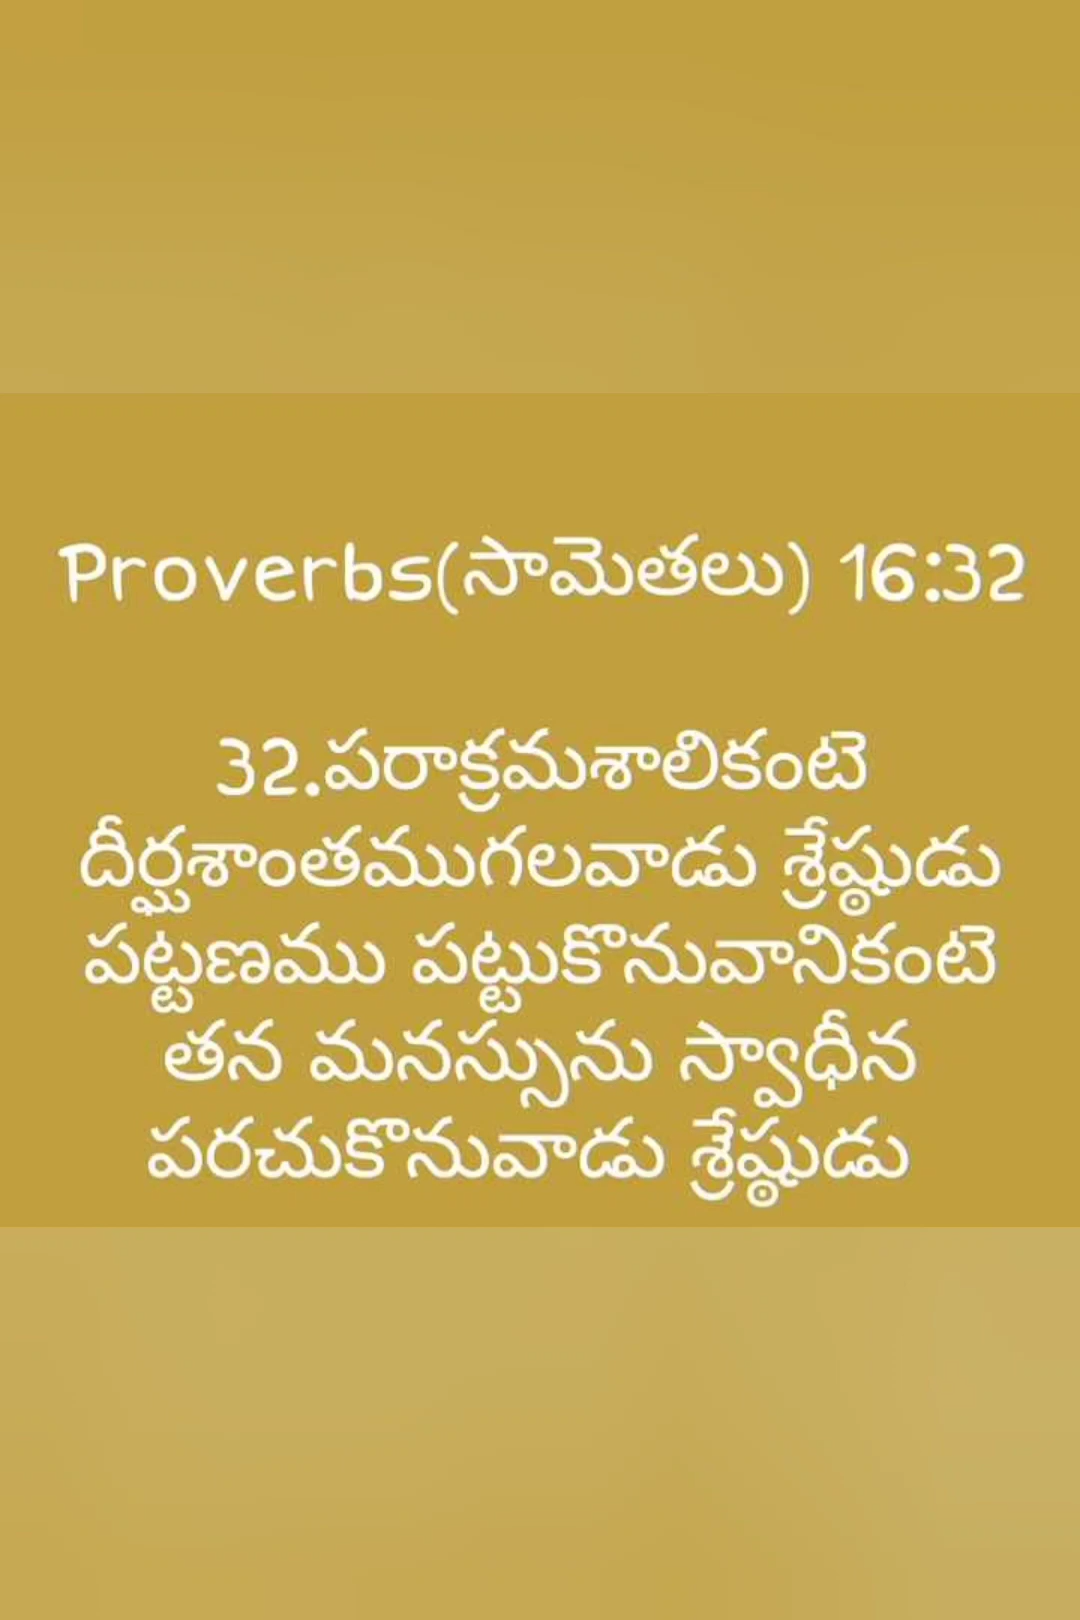 Proverbs(సామెతలు) 16:32
32.పరాక్రమశాలికంటె
దీర్ఘశాంతముగలవాడు శ్రేష్ఠుడు
పట్టణము పట్టుకొనువానికంటె
తన మనస్సును స్వాధీన
పరచుకొనువాడు శ్రేష్ఠుడు